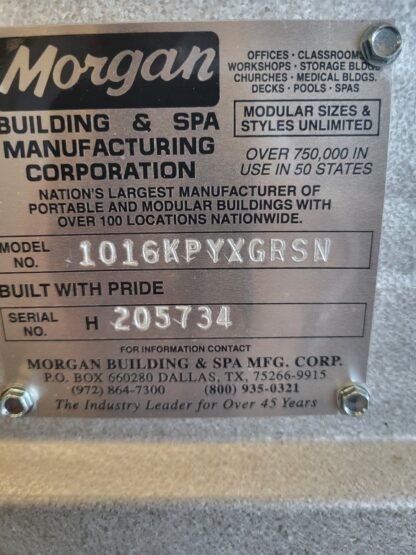 Morgan
BUILDING & SPA
MANUFACTURING
CORPORATION
OFFICES · CLASSROOMS
WORKSHOPS · STORAGE BLDGS
CHURCHES · MEDICAL BLDGS.
DECKS · POOLS · SPAS
MODULAR SIZES &
STYLES UNLIMITED
OVER 750,000 IN
USE IN 50 STATES
NATION'S LARGEST MANUFACTURER OF
PORTABLE AND MODULAR BUILDINGS WITH
OVER 100 LOCATIONS NATIONWIDE.
MODEL NO. 1016KPYXGRSN
BUILT WITH PRIDE
SERIAL NO. H 205734
FOR INFORMATION CONTACT
MORGAN BUILDING & SPA MFG. CORP.
P.O. BOX 660280 DALLAS, TX, 75266-9915
(972) 864-7300 (800) 935-0321
The Industry Leader for Over 45 Years